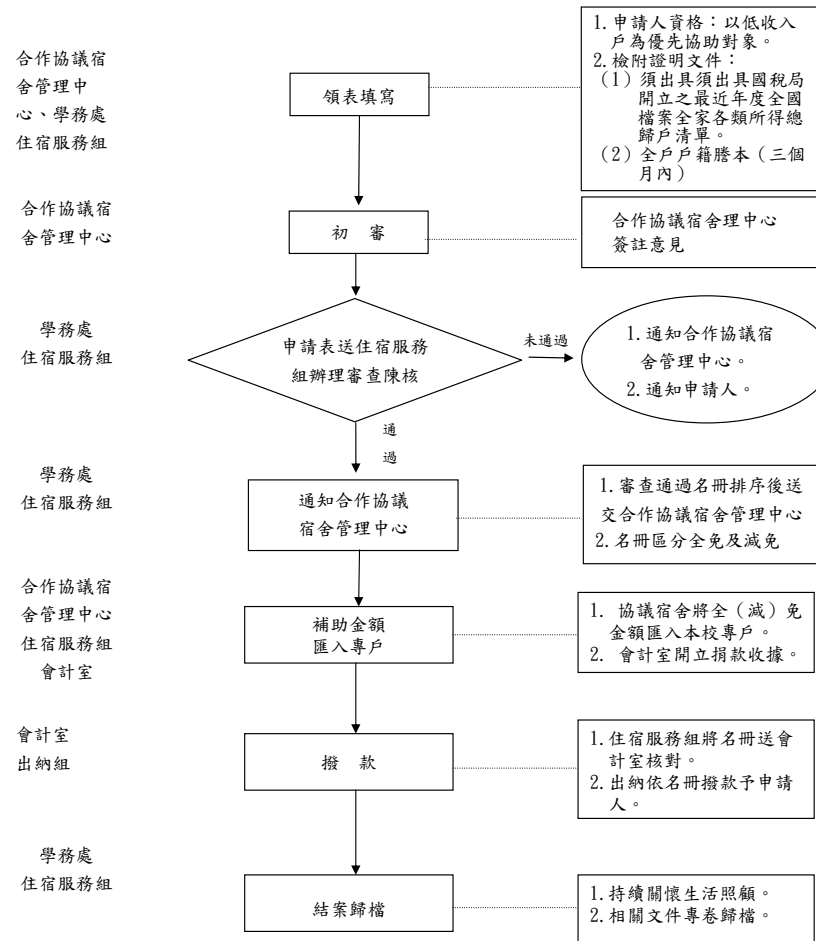 合作協議宿
舍管理中
心、學務處
住宿服務組
領表填寫
1.申請人資格：以低收入
戶為優先協助對象。
2.檢附證明文件：
(1)須出具須出具國稅局
開立之最近年度全國
檔案全家各類所得總
歸戶清單。
(2)全戶戶籍謄本（三個
月內）
合作協議宿
舍管理中心
初 審
合作協議宿舍理中心
簽註意見
學務處
住宿服務組
申請表送住宿服務
組辦理審查陳核
未通過
1.通知合作協議宿
舍管理中心。
2.通知申請人。
通
過
學務處
住宿服務組
通知合作協議
宿舍管理中心
1.審查通過名冊排序後送
交合作協議宿舍管理中心
2.名冊區分全免及減免
合作協議宿
舍管理中心
住宿服務組
會計室
補助金額
匯入專戶
1. 協議宿舍將全（減）免
金額匯入本校專戶。
2. 會計室開立捐款收據。
會計室
出納組
撥 款
1.住宿服務組將名冊送會
計室核對。
2.出納依名冊撥款予申請
人。
學務處
住宿服務組
結案歸檔
1.持續關懷生活照顧。
2.相關文件專卷歸檔。